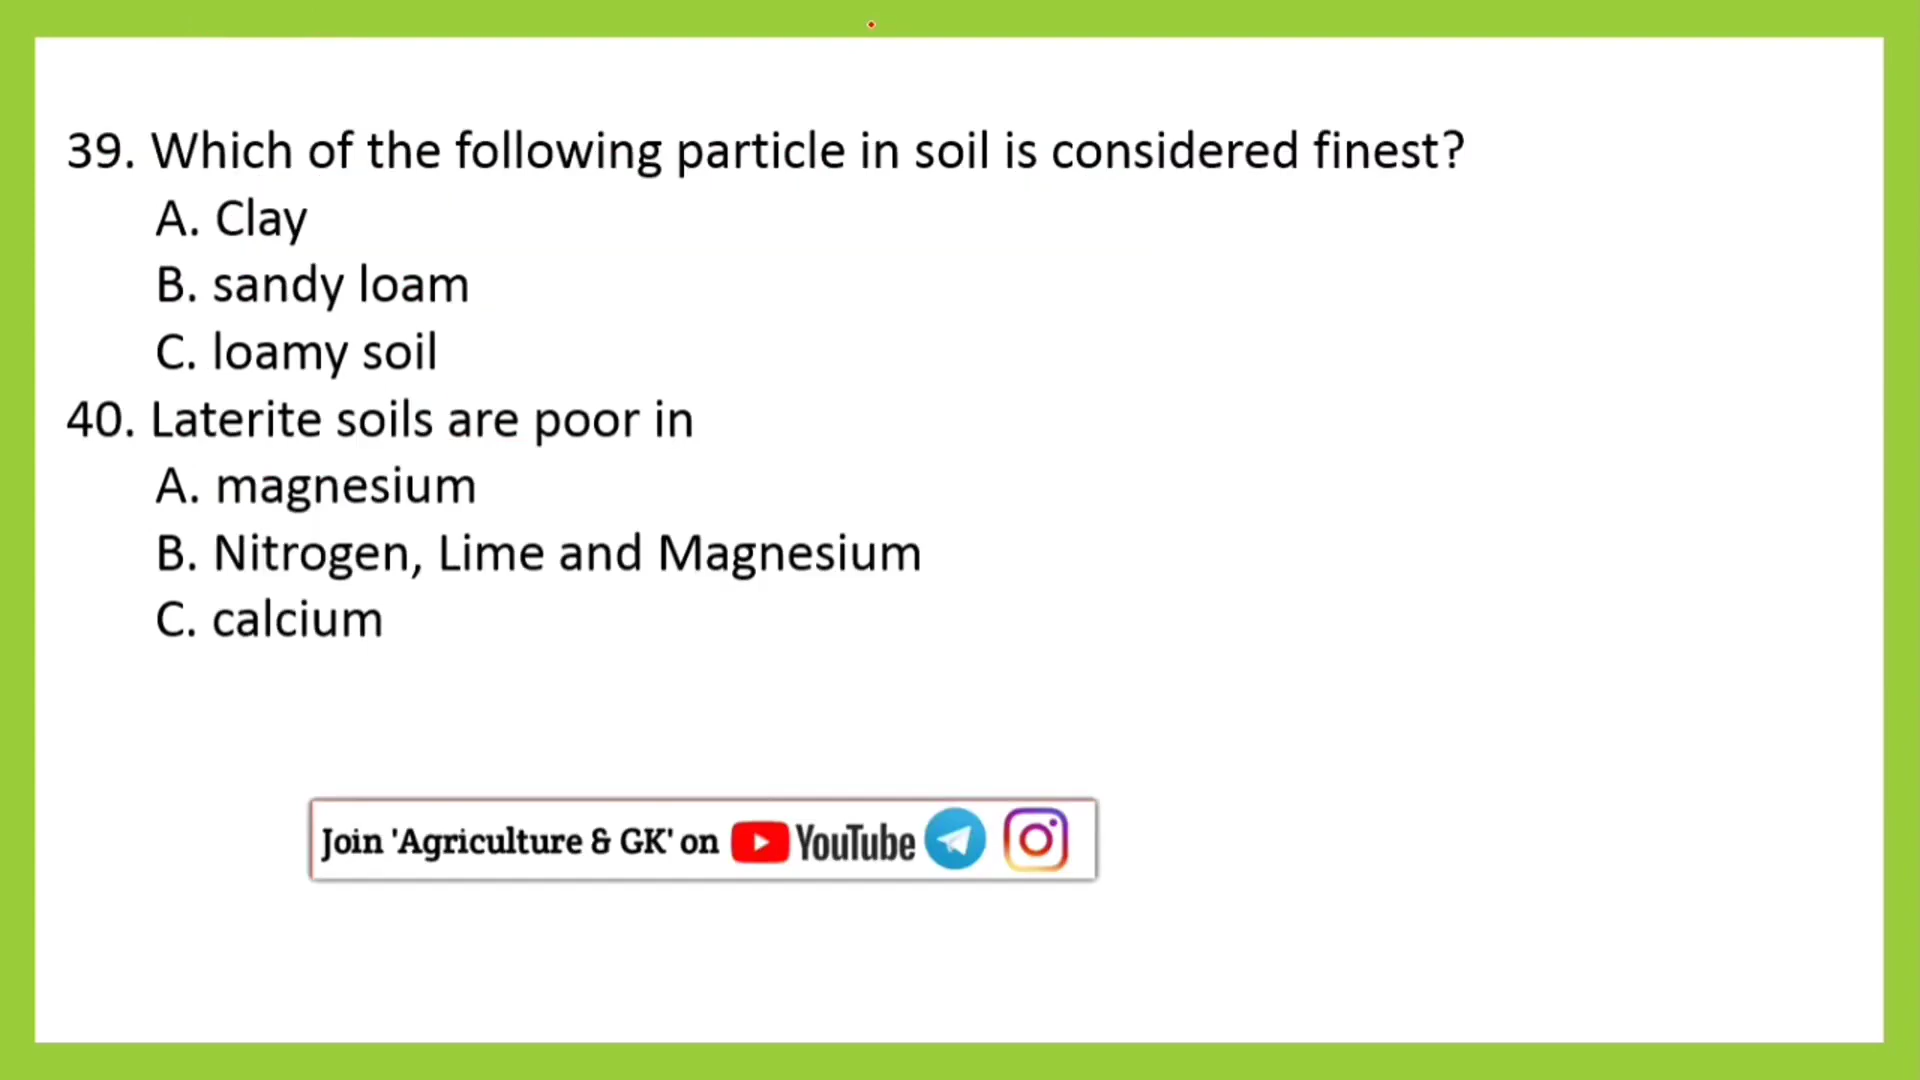 39. Which of the following particle in soil is considered finest?
A. Clay
B. sandy loam
C. loamy soil
40. Laterite soils are poor in
A. magnesium
B. Nitrogen, Lime and Magnesium
C. calcium
Join 'Agriculture & GK' on YouTube